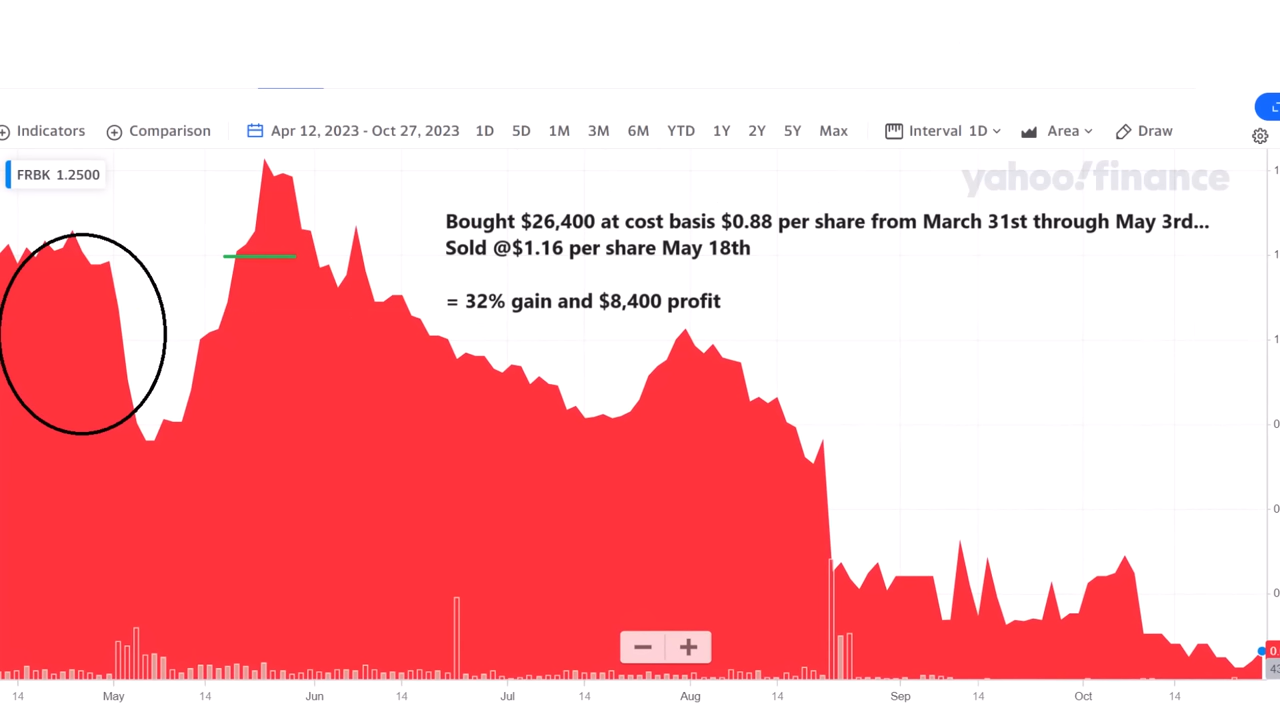 Indicators Comparison Apr 12, 2023 - Oct 27, 2023 1D 5D 1M 3M 6M YTD 1Y 2Y 5Y Max Interval 1D Area Draw
FRBK 1.2500
yahoo!finance
Bought $26,400 at cost basis $0.88 per share from March 31st through May 3rd...
Sold @$1.16 per share May 18th
= 32% gain and $8,400 profit
14 May 14 Jun 14 Jul 14 Aug 14 Sep 14 Oct 14